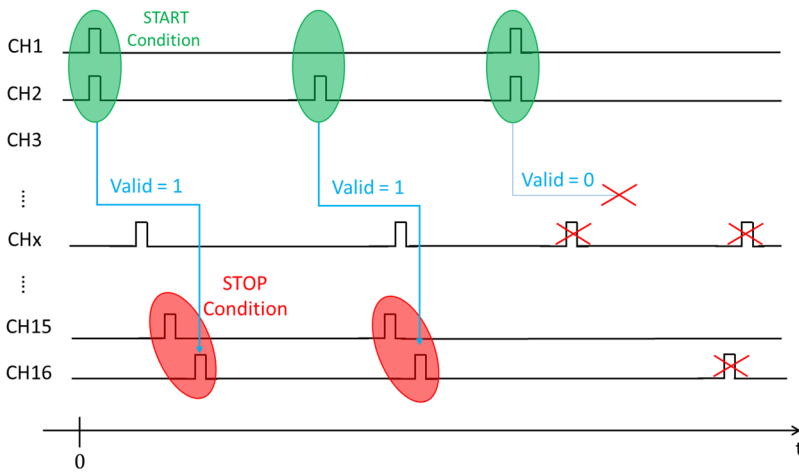 START
Condition
CH1
CH2
CH3
Valid = 1
Valid = 1
Valid = 0
⋮
CHx
⋮
STOP
Condition
CH15
CH16
0
t